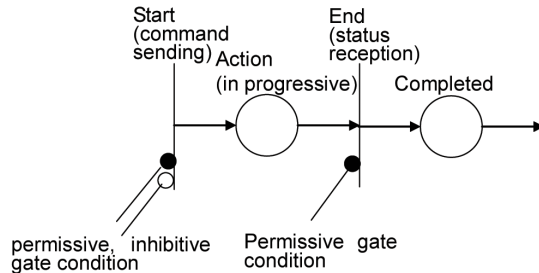 Start
(command
sending)
Action
(in progressive)
End
(status
reception)
Completed
permissive, inhibitive
gate condition
Permissive gate
condition